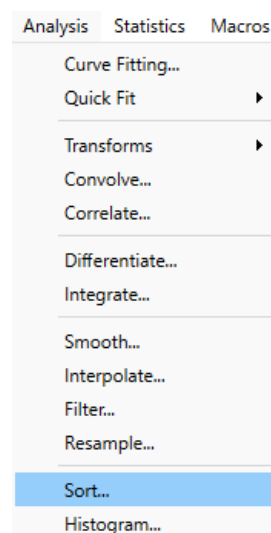 Analysis Statistics Macros
Curve Fitting...
Quick Fit
Transforms
Convolve...
Correlate...
Differentiate...
Integrate...
Smooth...
Interpolate...
Filter...
Resample...
Sort...
Histogram...